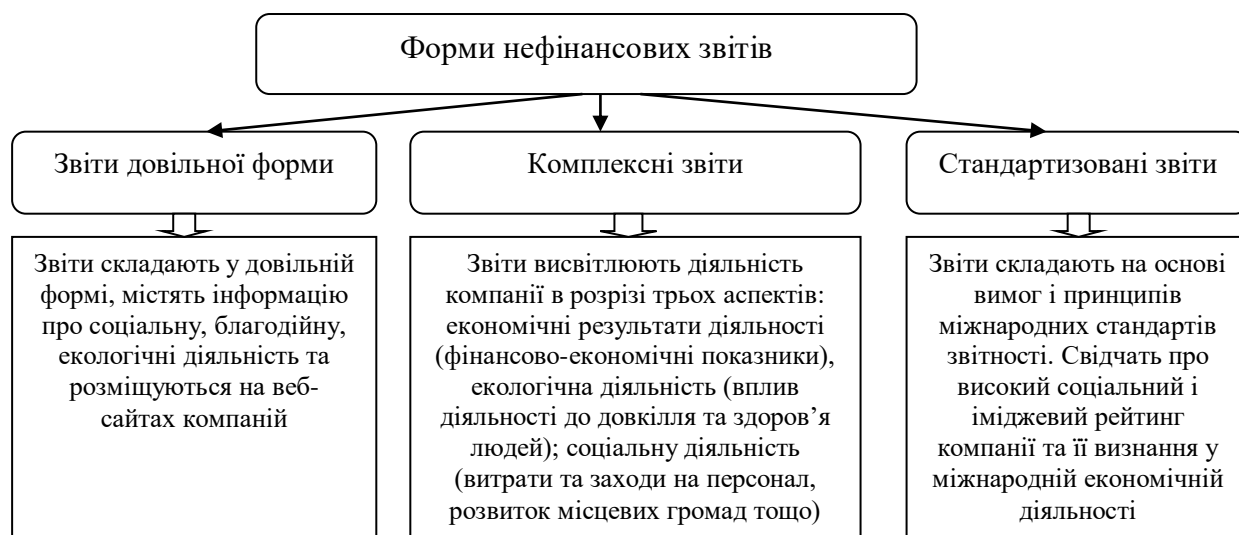 Форми нефінансових звітів
Звіти довільної форми
Комплексні звіти
Стандартизовані звіти
Звіти складають у довільній
формі, містять інформацію
про соціальну, благодійну,
екологічні діяльність та
розміщуються на веб-
сайтах компаній
Звіти висвітлюють діяльність
компанії в розрізі трьох аспектів:
економічні результати діяльності
(фінансово-економічні показники),
екологічна діяльність (вплив
діяльності до довкілля та здоров’я
людей); соціальну діяльність
(витрати та заходи на персонал,
розвиток місцевих громад тощо)
Звіти складають на основі
вимог і принципів
міжнародних стандартів
звітності. Свідчать про
високий соціальний і
іміджевий рейтинг
компанії та її визнання у
міжнародній економічній
діяльності